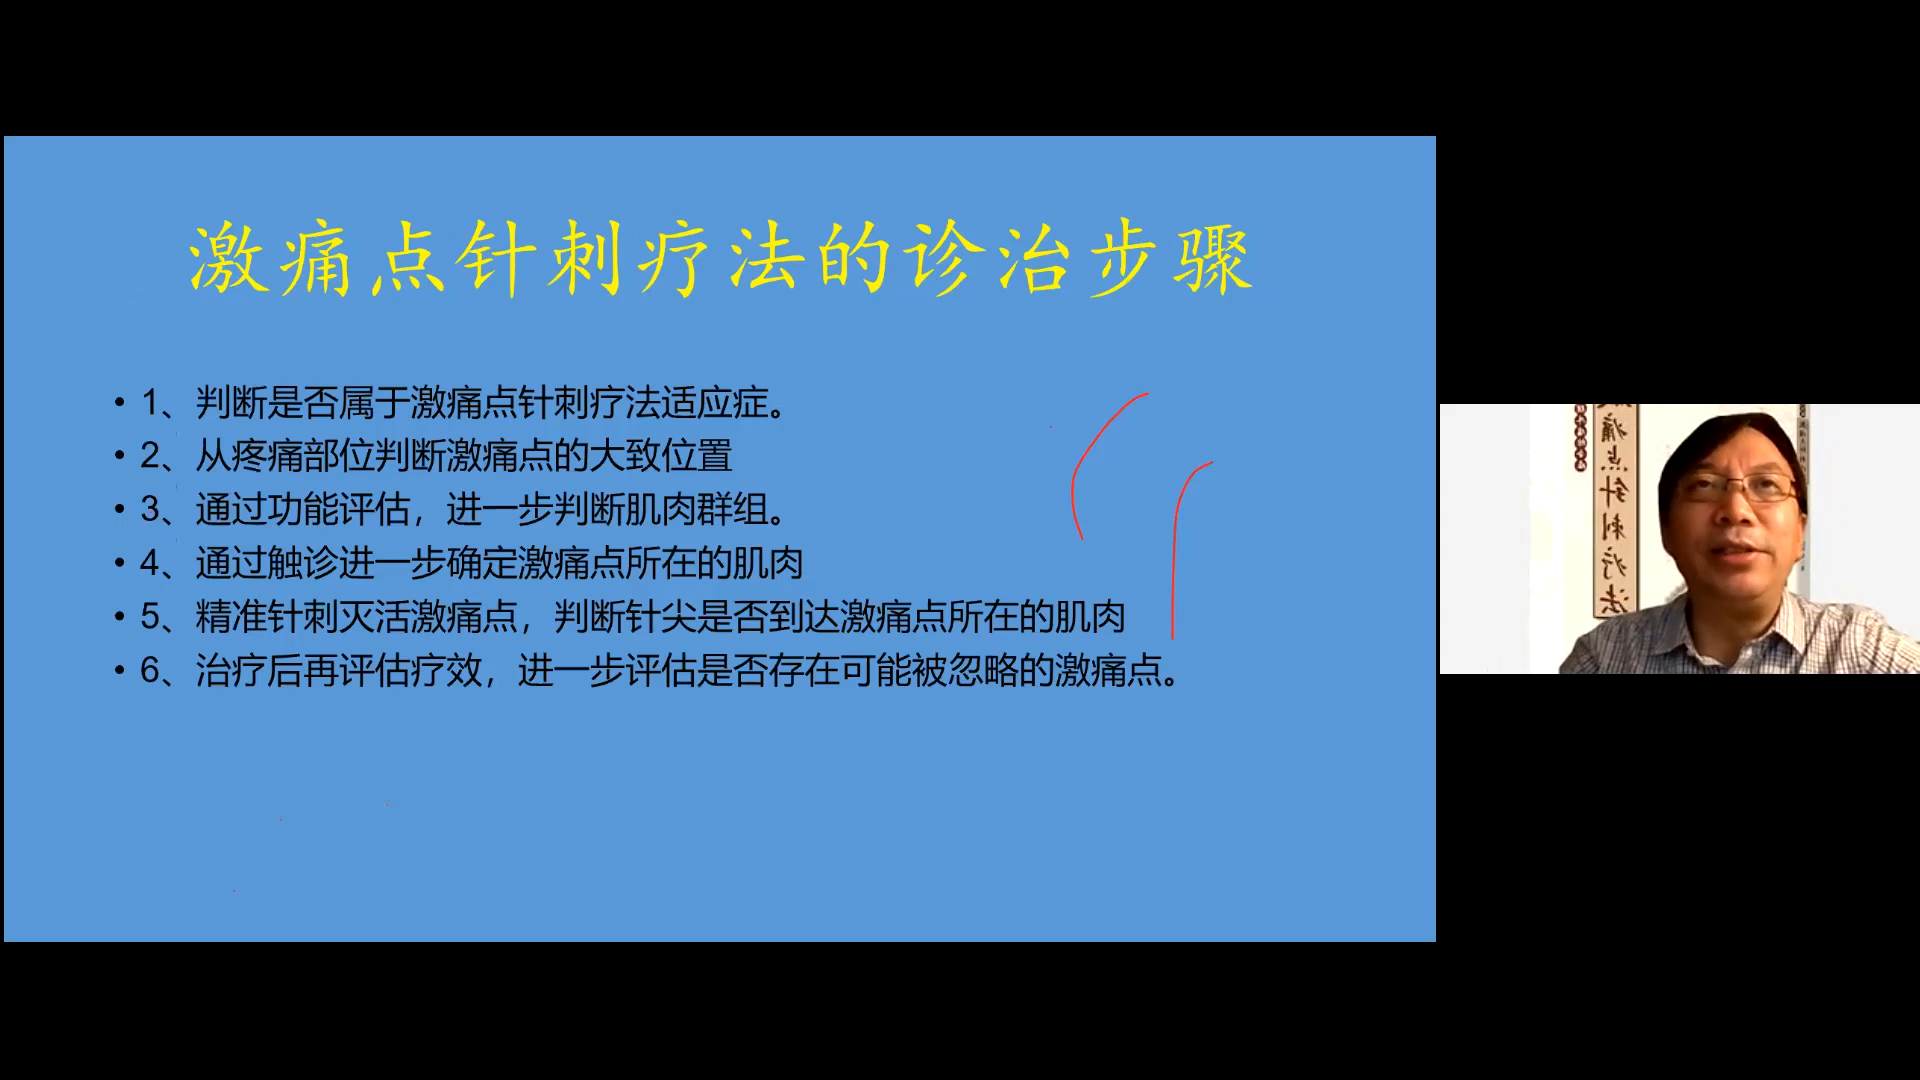 激痛点针刺疗法的诊治步骤
• 1、判断是否属于激痛点针刺疗法适应症。
• 2、从疼痛部位判断激痛点的大致位置
• 3、通过功能评估，进一步判断肌肉群组。
• 4、通过触诊进一步确定激痛点所在的肌肉
• 5、精准针刺灭活激痛点，判断针尖是否到达激痛点所在的肌肉
• 6、治疗后再评估疗效，进一步评估是否存在可能被忽略的激痛点。
痛点针刺疗法